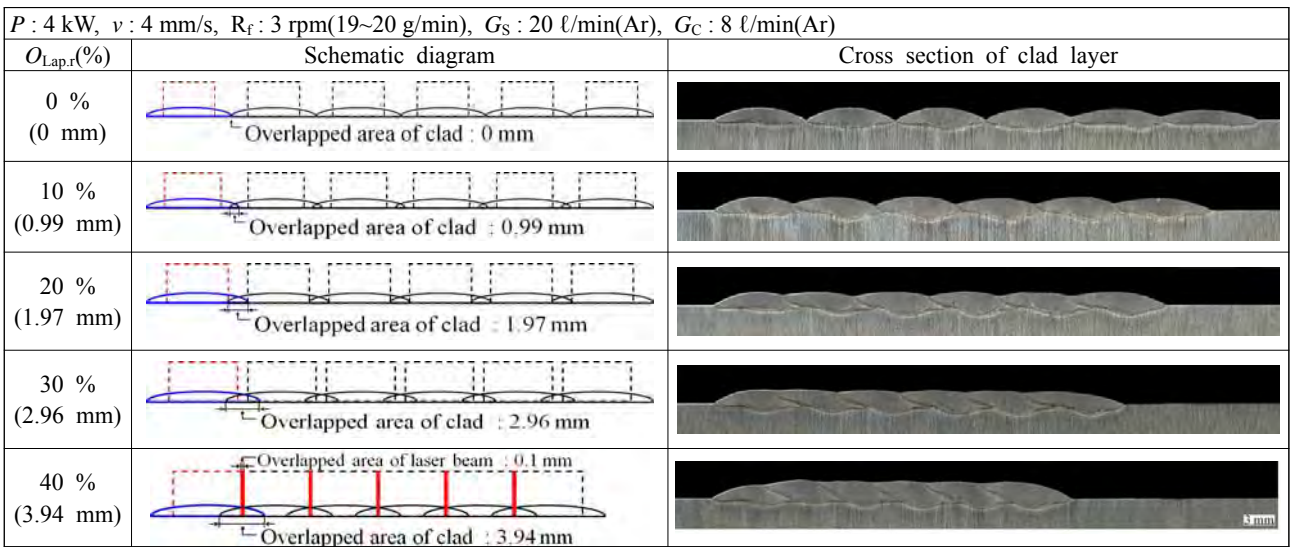 P : 4 kW, v : 4 mm/s, Rf : 3 rpm(19~20 g/min), GS : 20 ℓ/min(Ar), GC : 8 ℓ/min(Ar)
OLap.r(%) Schematic diagram Cross section of clad layer
0 %
(0 mm)
Overlapped area of clad : 0 mm
10 %
(0.99 mm)
Overlapped area of clad : 0.99 mm
20 %
(1.97 mm)
Overlapped area of clad : 1.97 mm
30 %
(2.96 mm)
Overlapped area of clad : 2.96 mm
40 %
(3.94 mm)
Overlapped area of laser beam : 0.1 mm
Overlapped area of clad : 3.94 mm
3 mm